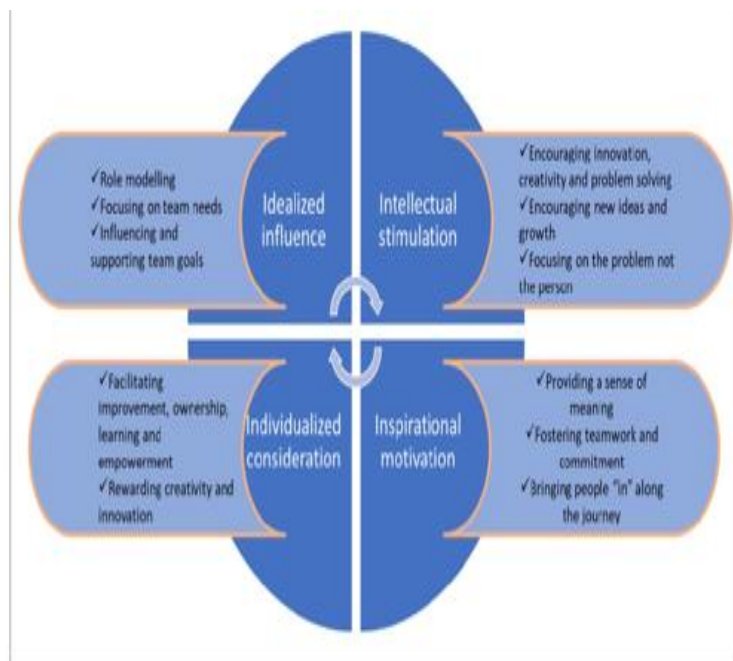 ✓Role modelling
✓Focusing on team needs
✓Influencing and
supporting team goals
Idealized
influence
Intellectual
stimulation
✓Encouraging innovation,
creativity and problem solving
✓Encouraging new ideas and
growth
✓Focusing on the problem not
the person
✓Facilitating
improvement, ownership,
learning and
empowerment
✓Rewarding creativity and
innovation
Individualized
consideration
Inspirational
motivation
✓Providing a sense of
meaning
✓Fostering teamwork and
commitment
✓Bringing people “in” along
the journey